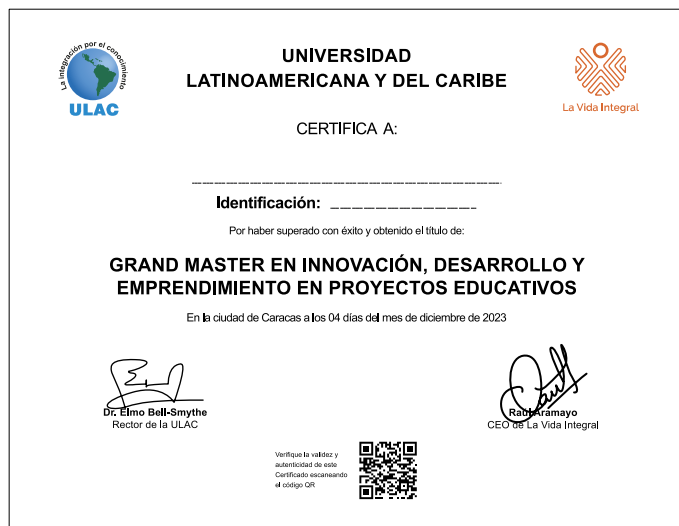 La integración por el conocimiento
ULAC
UNIVERSIDAD
LATINOAMERICANA Y DEL CARIBE
La Vida Integral
CERTIFICA A:
Identificación:
Por haber superado con éxito y obtenido el título de:
GRAND MASTER EN INNOVACIÓN, DESARROLLO Y
EMPRENDIMIENTO EN PROYECTOS EDUCATIVOS
En la ciudad de Caracas a los 04 días del mes de diciembre de 2023
Dr. Elmo Bell-Smythe
Rector de la ULAC
Raúl Aramayo
CEO de La Vida Integral
Verifique la validez y
autenticidad de este
Certificado escaneando
el código QR